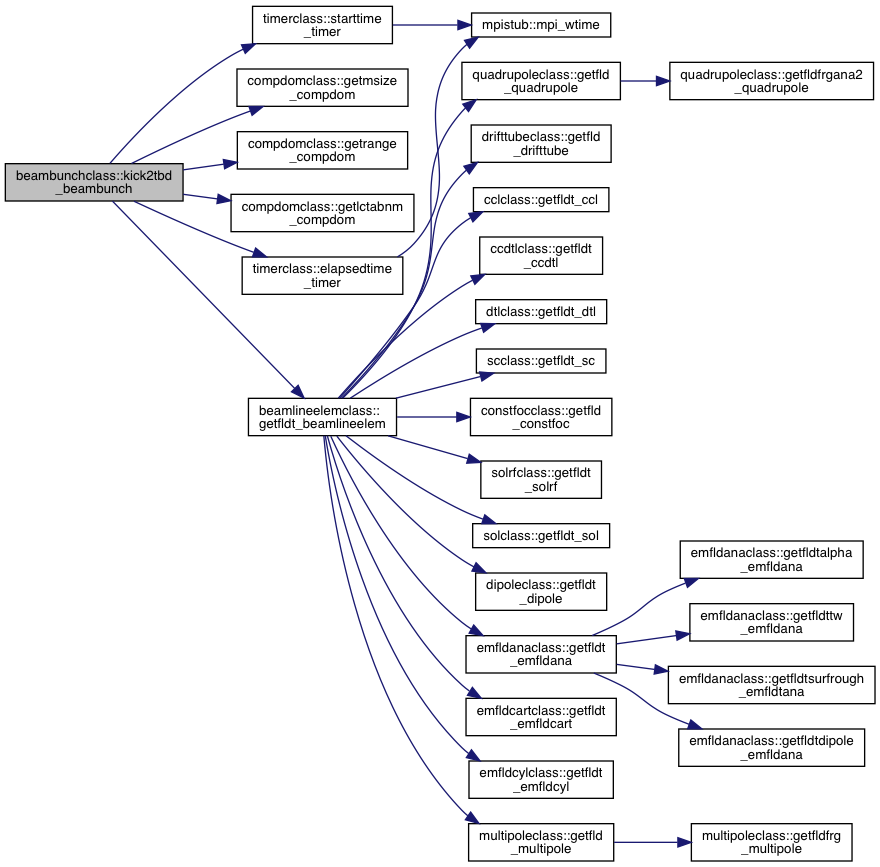 beambunchclass::kick2tbd
_beambunch
timerclass::starttime
_timer
compdomclass::getmsize
_compdom
compdomclass::getrange
_compdom
compdomclass::getlctabnm
_compdom
timerclass::elapsedtime
_timer
beamlineelemclass::
getfldt_beamlineelem
mpistub::mpi_wtime
quadrupoleclass::getfld
_quadrupole
drifttubeclass::getfld
_drifttube
cclclass::getfldt_ccl
ccdtlclass::getfldt
_ccdtl
dtlclass::getfldt_dtl
scclass::getfldt_sc
constfocclass::getfld
_constfoc
solrfclass::getfldt
_solrf
solclass::getfldt_sol
dipoleclass::getfldt
_dipole
emfldanaclass::getfldt
_emfldana
emfldcartclass::getfldt
_emfldcart
emfldcylclass::getfldt
_emfldcyl
multipoleclass::getfld
_multipole
quadrupoleclass::getfldfrgana2
_quadrupole
emfldanaclass::getfldtalpha
_emfldana
emfldanaclass::getfldttw
_emfldana
emfldanaclass::getfldtsurfrough
_emfldtana
emfldanaclass::getfldtdipole
_emfldana
multipoleclass::getfldfrg
_multipole